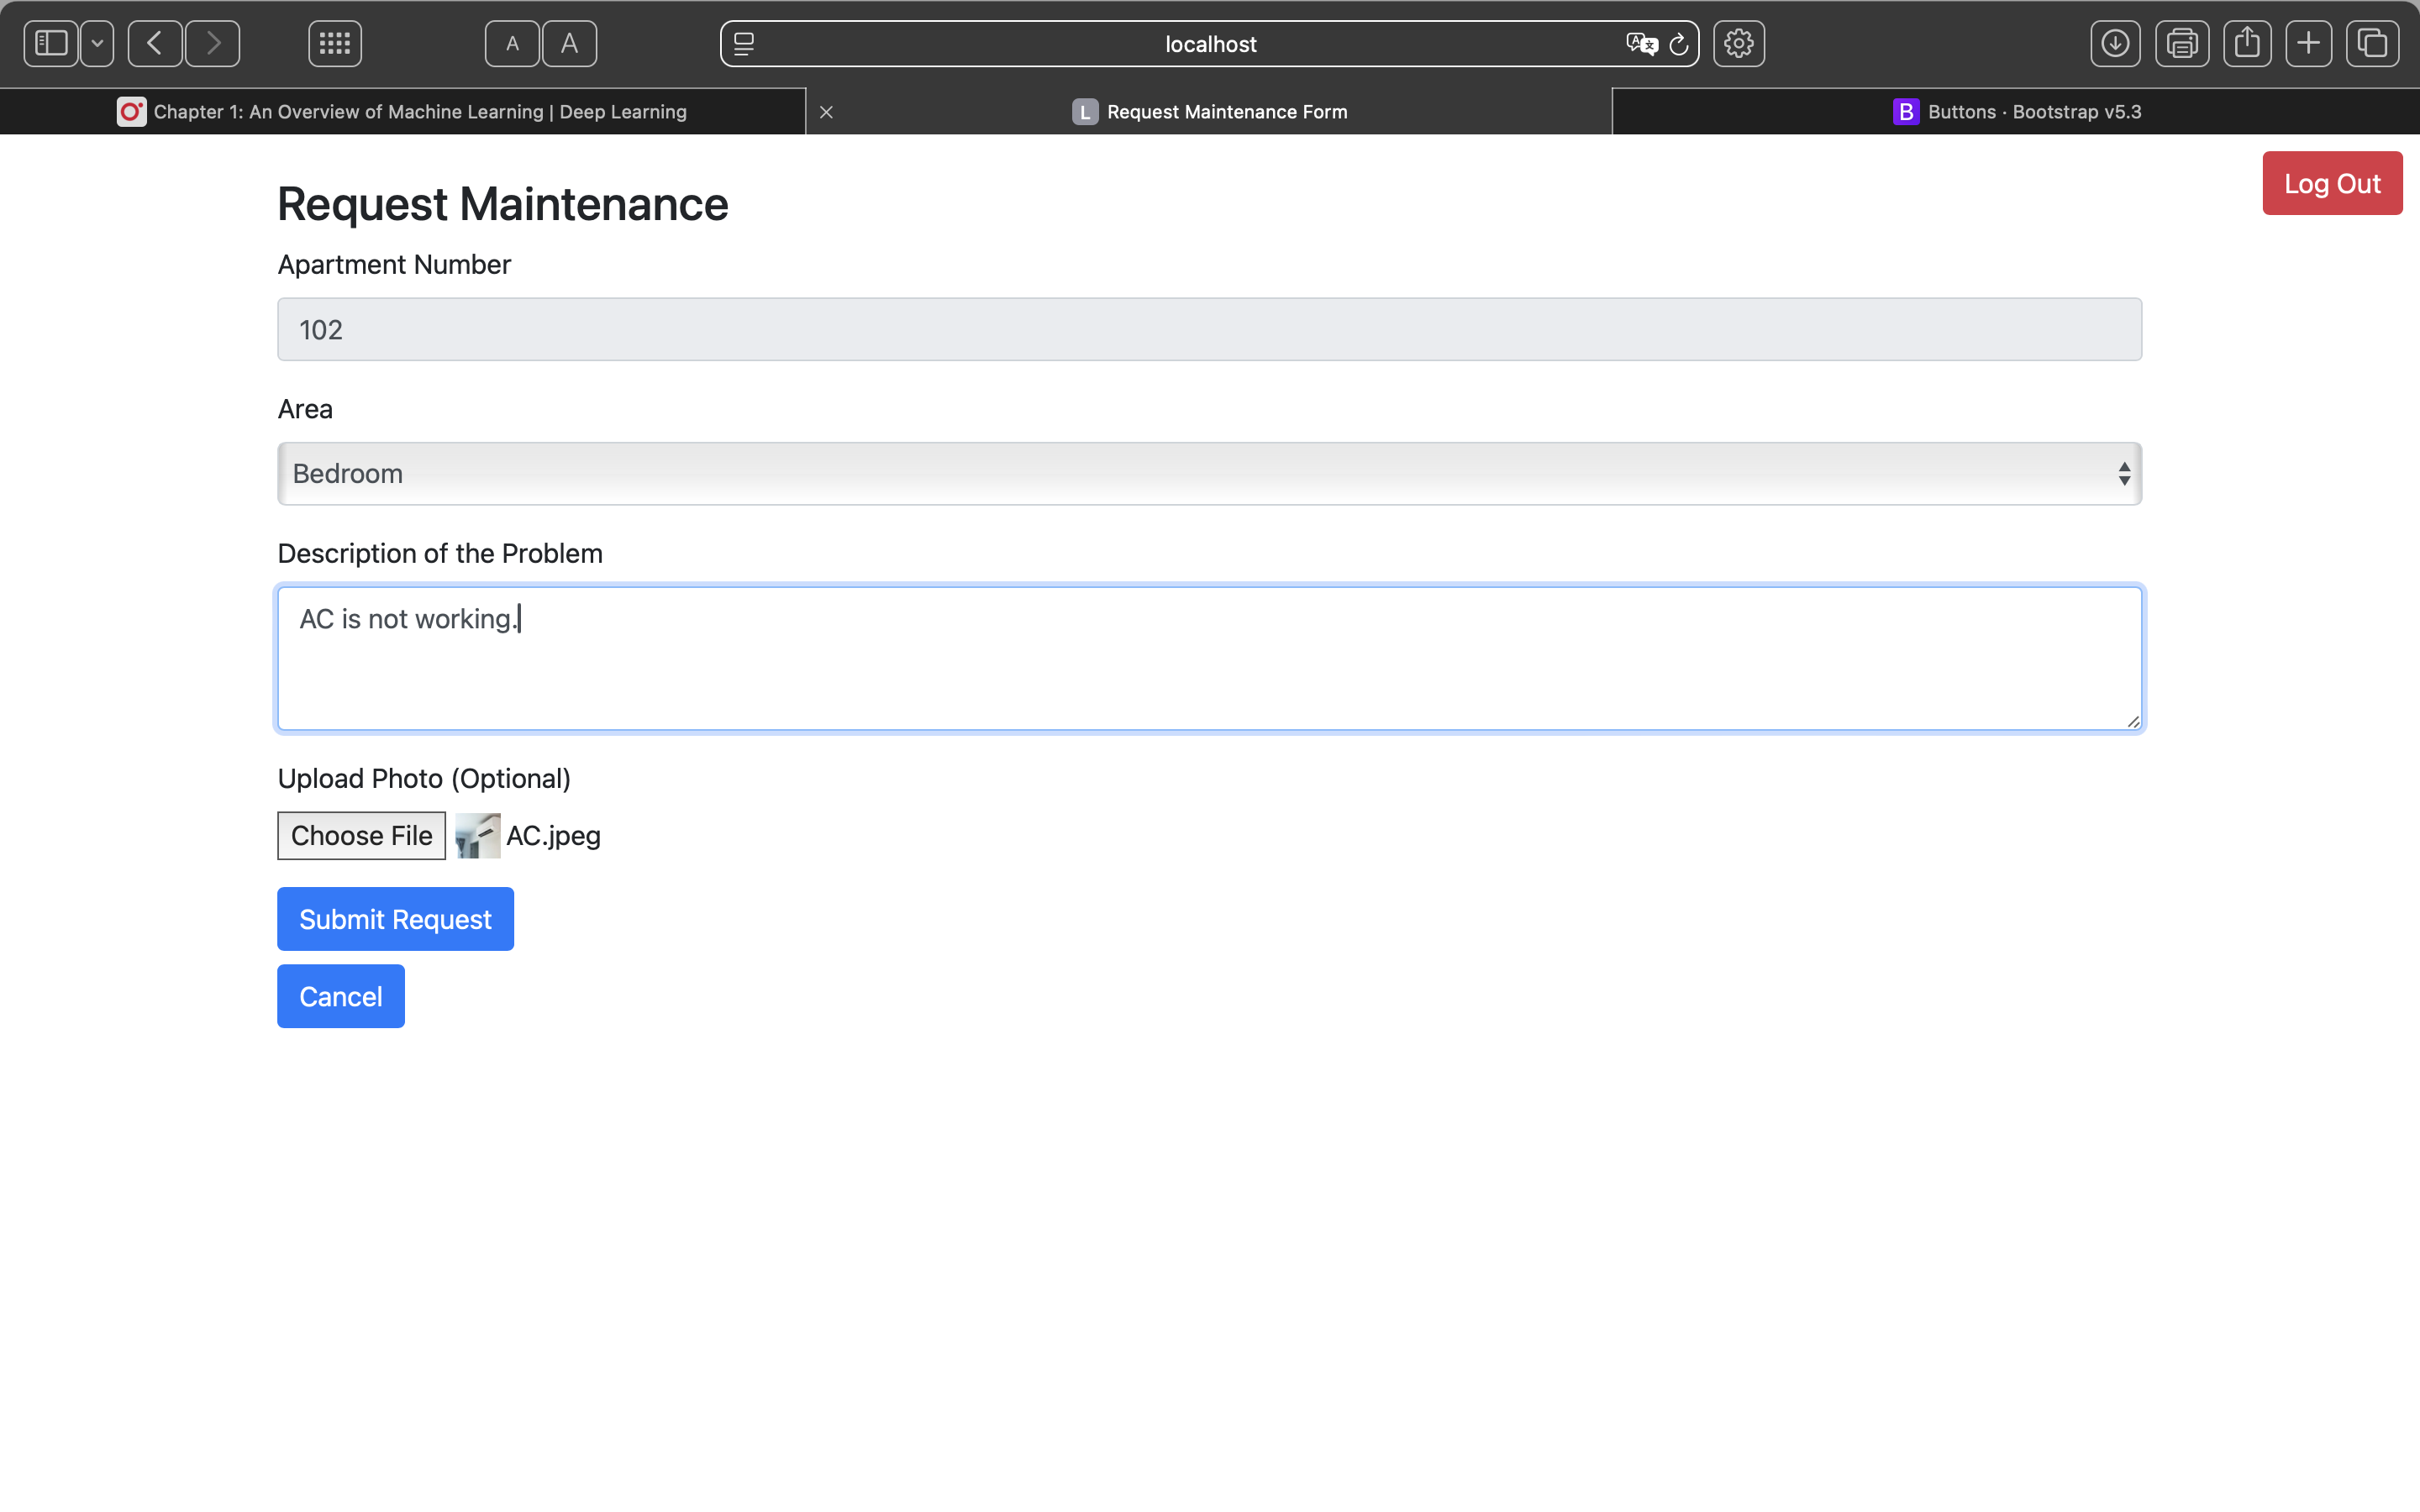 A A
localhost
Chapter 1: An Overview of Machine Learning | Deep Learning
L Request Maintenance Form
B Buttons · Bootstrap v5.3
Log Out
Request Maintenance
Apartment Number
102
Area
Bedroom
Description of the Problem
AC is not working.
Upload Photo (Optional)
Choose File AC.jpeg
Submit Request
Cancel